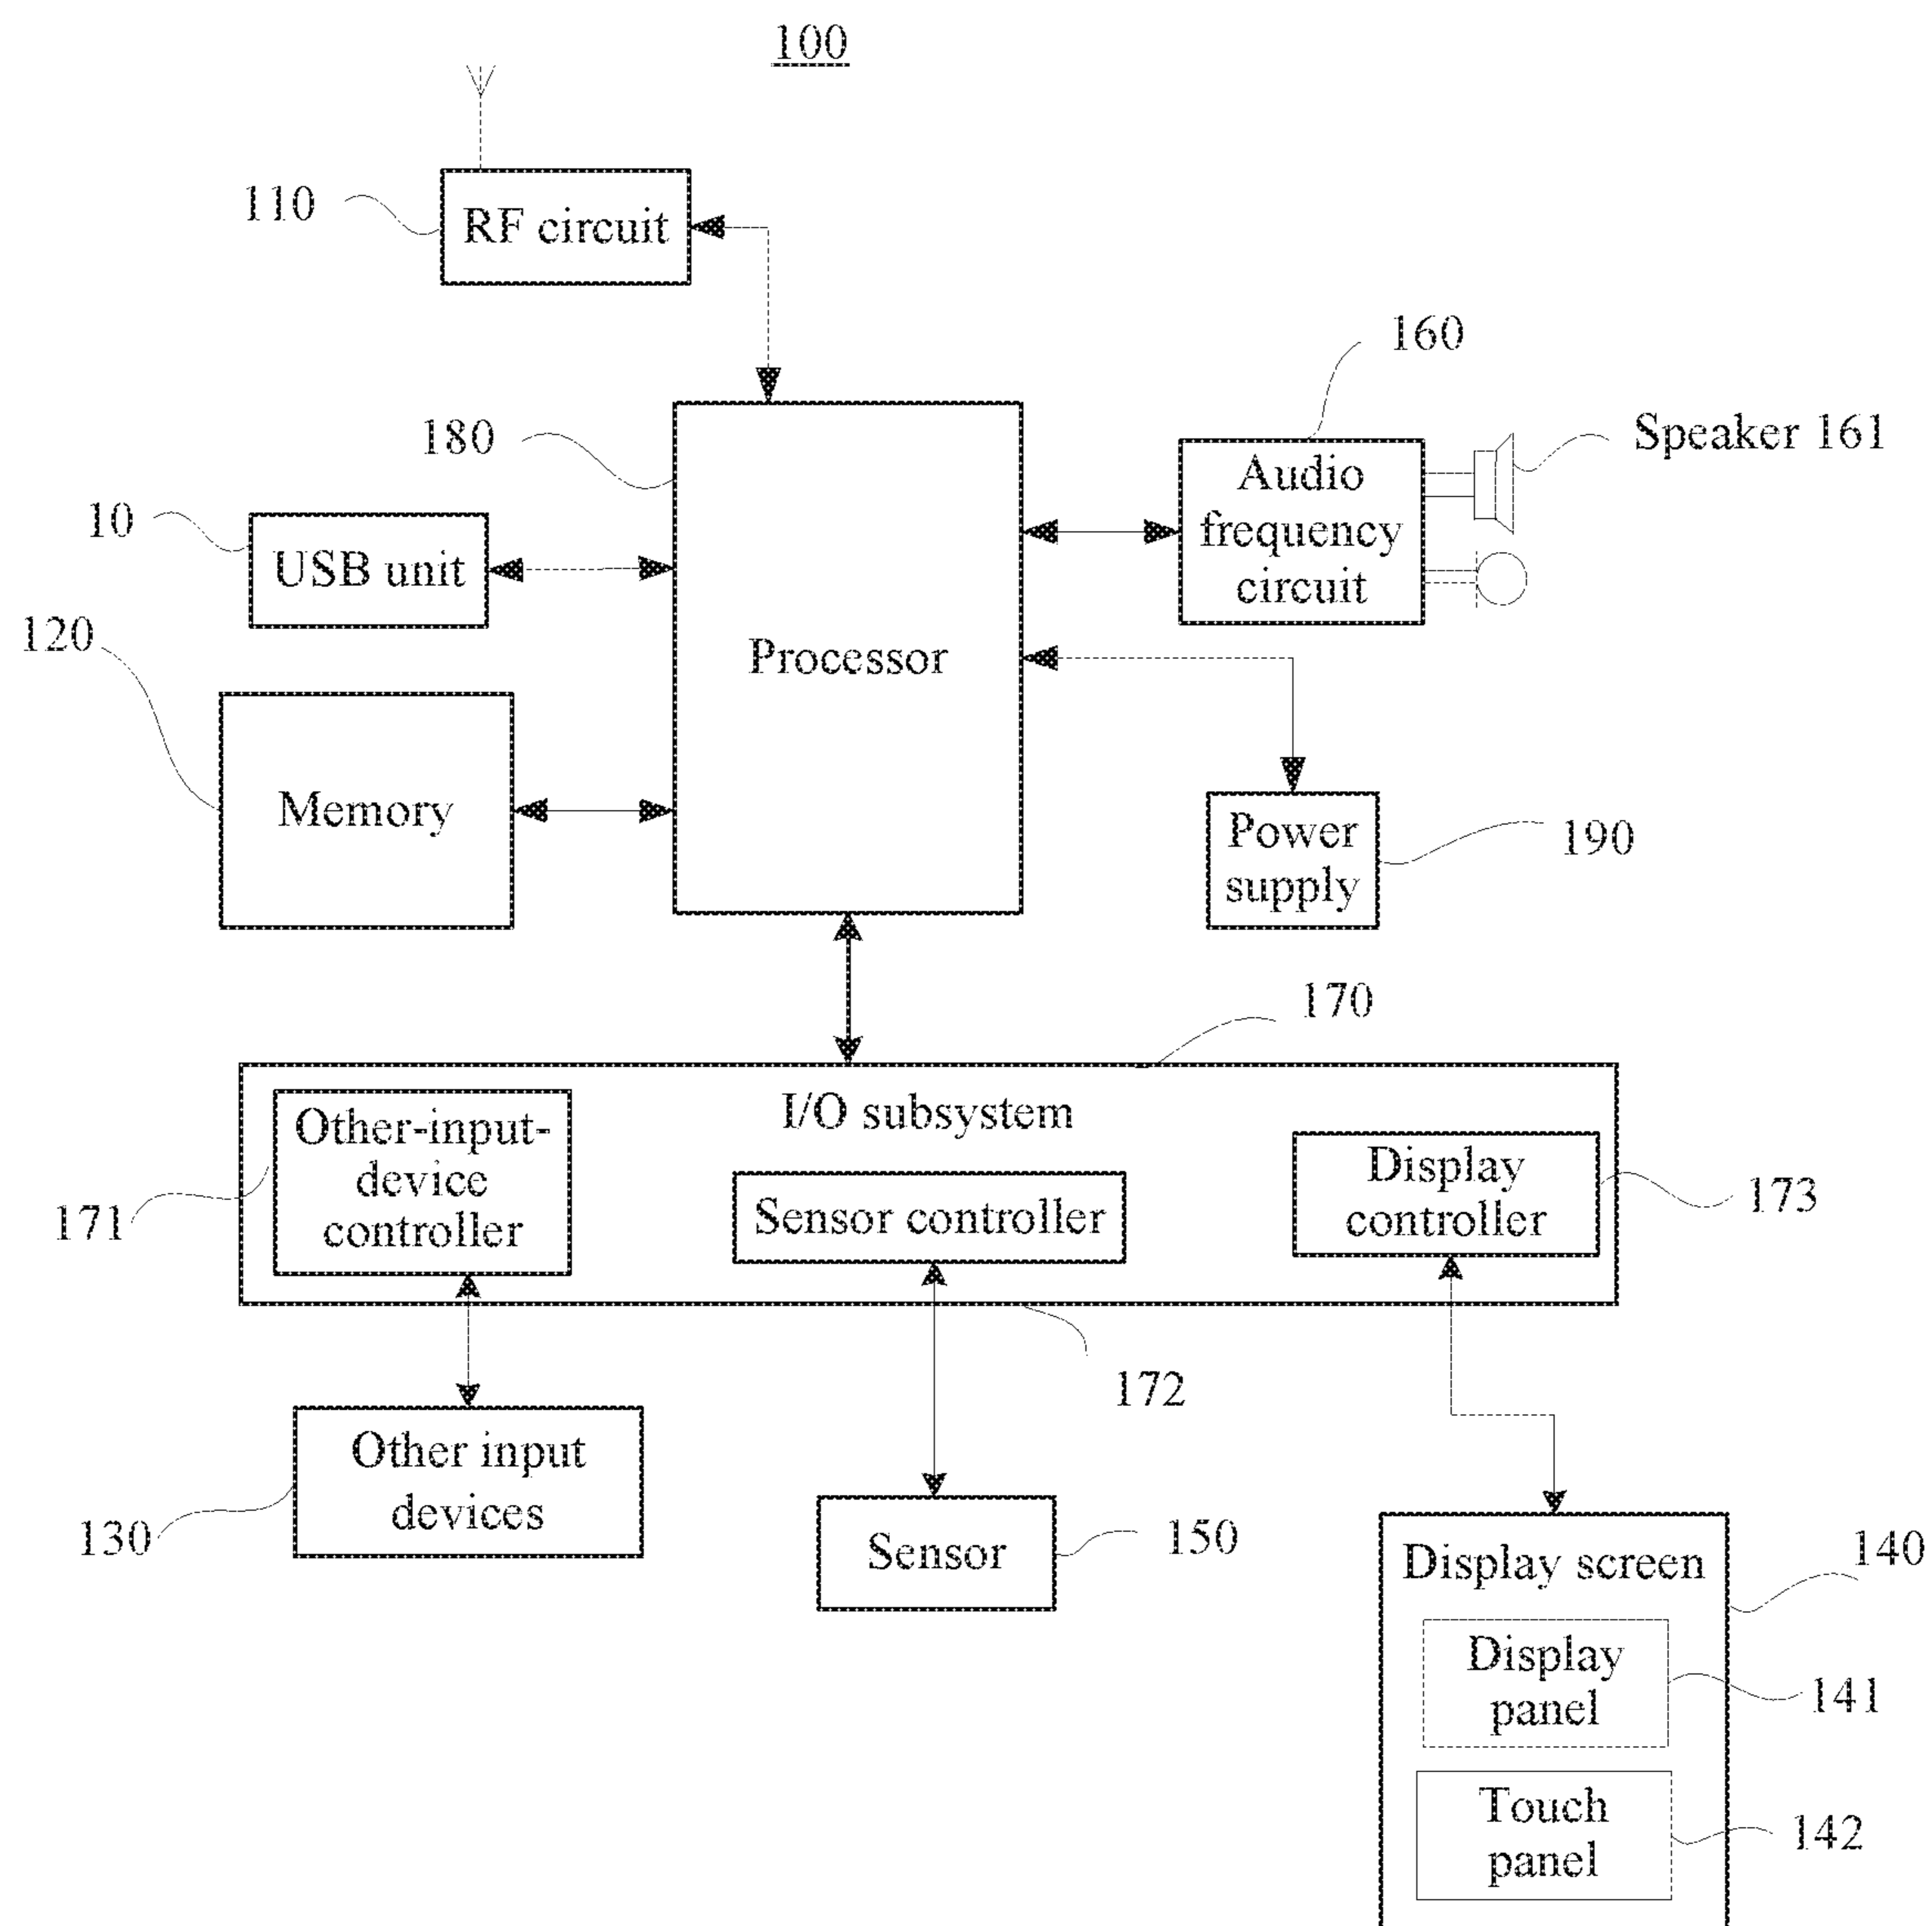 100
110
RF circuit
160
180
Speaker 161
Audio
frequency
circuit
10
USB unit
120
Processor
Memory
Power
supply
190
170
I/O subsystem
Other-input-
device
controller
171
Sensor controller
Display
controller
173
172
Other input
devices
130
Sensor
150
Display screen
140
Display
panel
141
Touch
panel
142